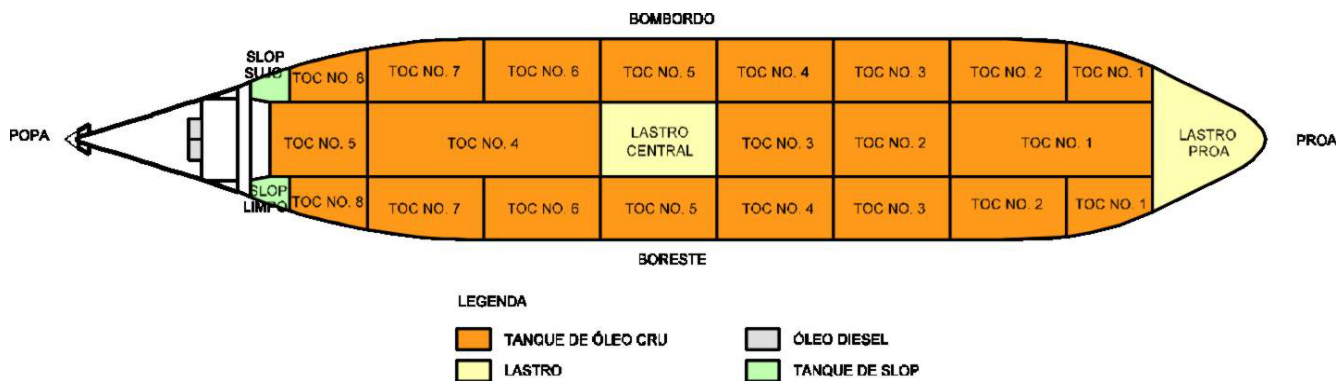 BOMBORDO
SLOP
SUJO
TOC NO. 8
TOC NO. 7
TOC NO. 6
TOC NO. 5
TOC NO. 4
TOC NO. 3
TOC NO. 2
TOC NO. 1
POPA
TOC NO. 5
TOC NO. 4
LASTRO
CENTRAL
TOC NO. 3
TOC NO. 2
TOC NO. 1
LASTRO
PROA
PROA
SLOP
LIMPO
TOC NO. 8
TOC NO. 7
TOC NO. 6
TOC NO. 5
TOC NO. 4
TOC NO. 3
TOC NO. 2
TOC NO. 1
BORESTE
LEGENDA
TANQUE DE ÓLEO CRU
ÓLEO DIESEL
LASTRO
TANQUE DE SLOP